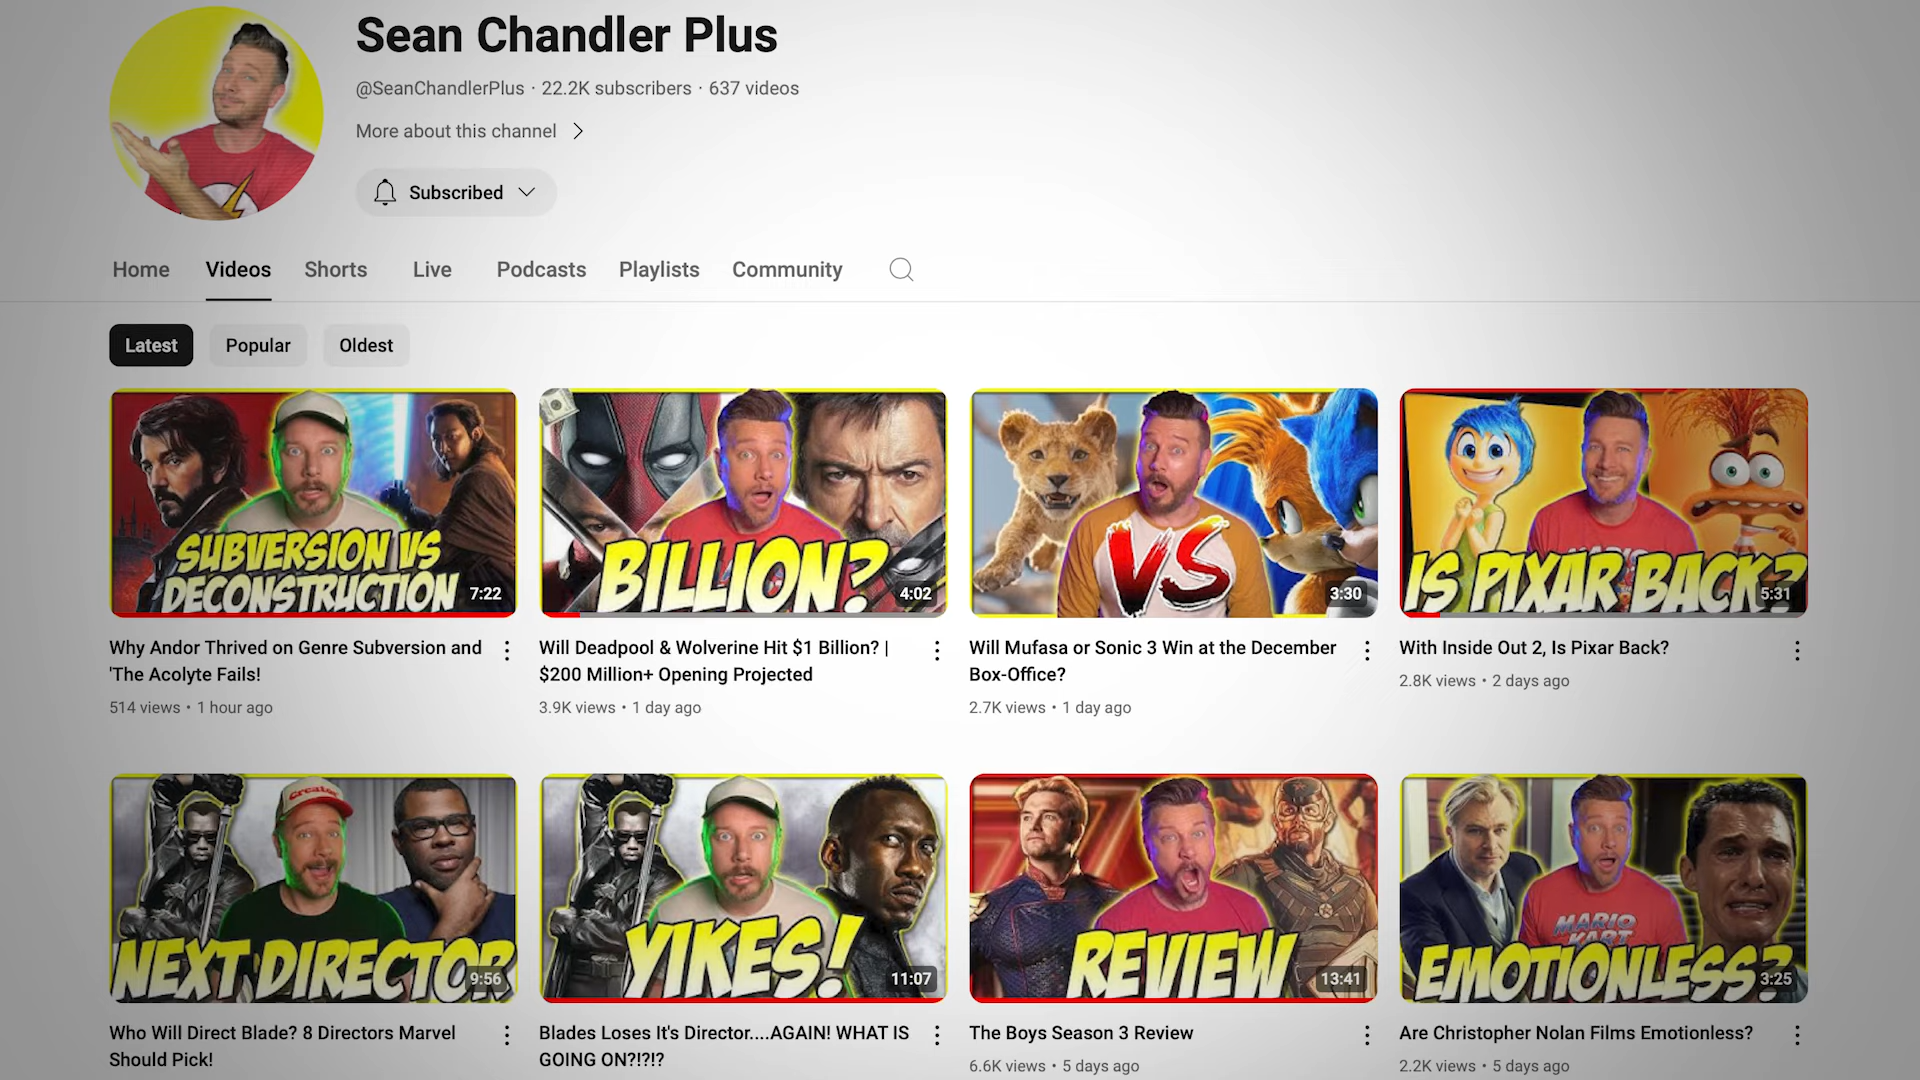 Sean Chandler Plus
@SeanChandlerPlus · 22.2K subscribers · 637 videos
More about this channel
Subscribed
Home Videos Shorts Live Podcasts Playlists Community
Latest Popular Oldest
SUBVERSION VS
DECONSTRUCTION
7:22
BILLION?
4:02
VS
3:30
IS PIXAR BACK?
5:31
Why Andor Thrived on Genre Subversion and
'The Acolyte Fails!
514 views • 1 hour ago
Will Deadpool & Wolverine Hit $1 Billion? |
$200 Million+ Opening Projected
3.9K views • 1 day ago
Will Mufasa or Sonic 3 Win at the December
Box-Office?
2.7K views • 1 day ago
With Inside Out 2, Is Pixar Back?
2.8K views • 2 days ago
Creator
NEXT DIRECTOR
9:56
YIKES!
11:07
REVIEW
13:41
MARIO
KART
EMOTIONLESS?
3:25
Who Will Direct Blade? 8 Directors Marvel
Should Pick!
Blades Loses It's Director....AGAIN! WHAT IS
GOING ON?!?!?
The Boys Season 3 Review
6.6K views • 5 days ago
Are Christopher Nolan Films Emotionless?
2.2K views • 5 days ago